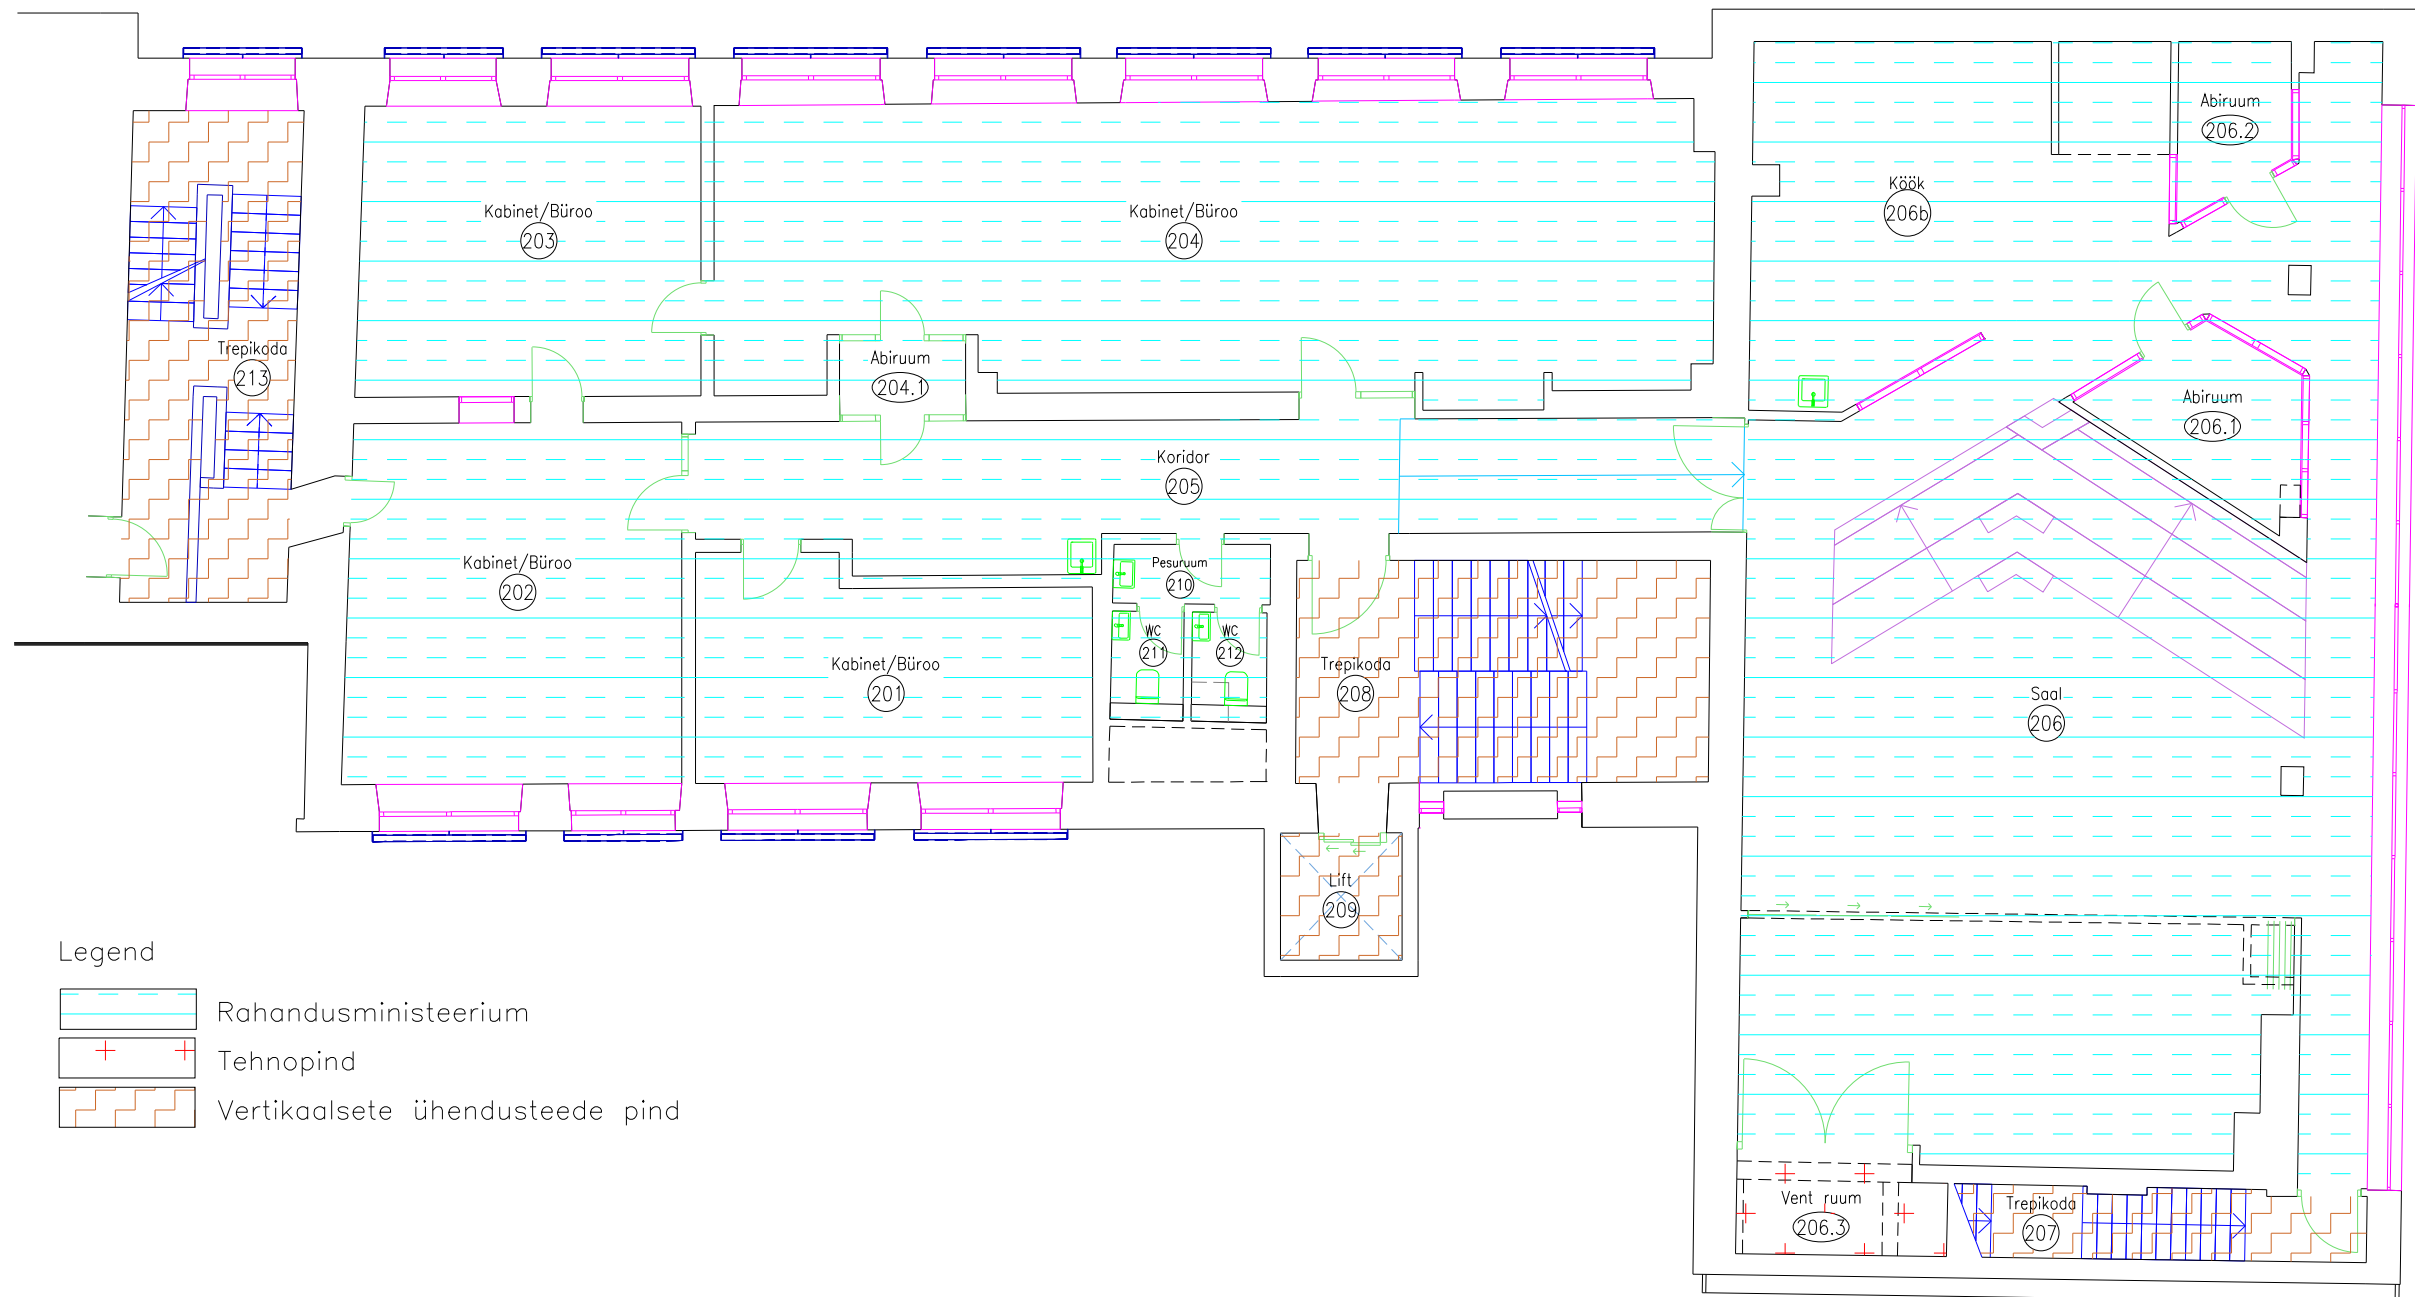 Abiruum
206.2
Köök
206b
Kabinet/Büroo
203
Kabinet/Büroo
204
Trepikoda
213
Abiruum
204.1
Abiruum
206.1
Koridor
205
Kabinet/Büroo
202
Pesuruum
210
WC
211
WC
212
Kabinet/Büroo
201
Trepikoda
208
Saal
206
Lift
209
Legend
Rahandusministeerium
Tehnopind
Vertikaalsete ühendusteede pind
Vent ruum
206.3
Trepikoda
207